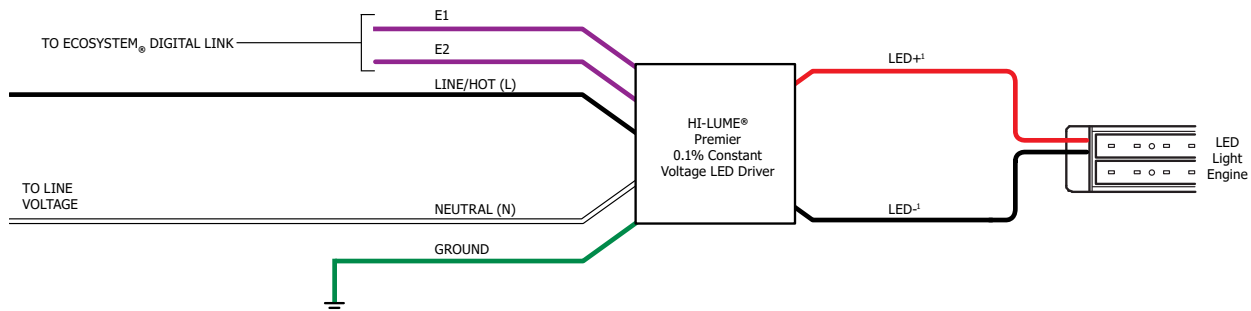 E1
TO ECOSYSTEM® DIGITAL LINK
E2
LINE/HOT (L)
TO LINE
VOLTAGE
NEUTRAL (N)
GROUND
HI-LUME®
Premier
0.1% Constant
Voltage LED Driver
LED+¹
LED-¹
LED
Light
Engine